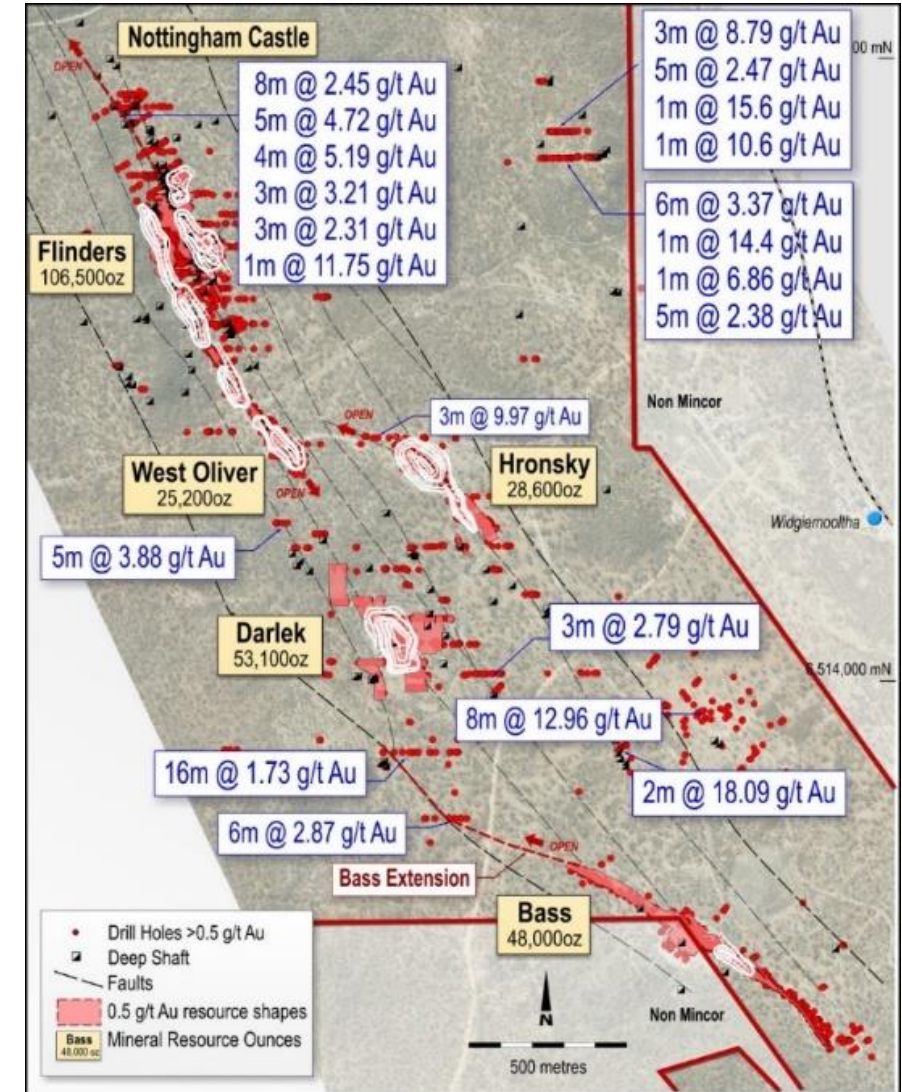 Nottingham Castle
OPEN
8m @ 2.45 g/t Au
5m @ 4.72 g/t Au
4m @ 5.19 g/t Au
3m @ 3.21 g/t Au
3m @ 2.31 g/t Au
1m @ 11.75 g/t Au
3m @ 8.79 g/t Au
5m @ 2.47 g/t Au
1m @ 15.6 g/t Au
1m @ 10.6 g/t Au
00 mN
6m @ 3.37 g/t Au
1m @ 14.4 g/t Au
1m @ 6.86 g/t Au
5m @ 2.38 g/t Au
Flinders
106,500oz
Non Mincor
OPEN
3m @ 9.97 g/t Au
West Oliver
25,200oz
OPEN
Hronsky
28,600oz
Widgiemooltha
5m @ 3.88 g/t Au
Darlek
53,100oz
3m @ 2.79 g/t Au
6,514,000 mN
8m @ 12.96 g/t Au
16m @ 1.73 g/t Au
2m @ 18.09 g/t Au
6m @ 2.87 g/t Au
OPEN
Bass Extension
Bass
48,000oz
Drill Holes >0.5 g/t Au
Deep Shaft
Faults
0.5 g/t Au resource shapes
Bass
48,000 oz
Mineral Resource Ounces
N
500 metres
Non Mincor